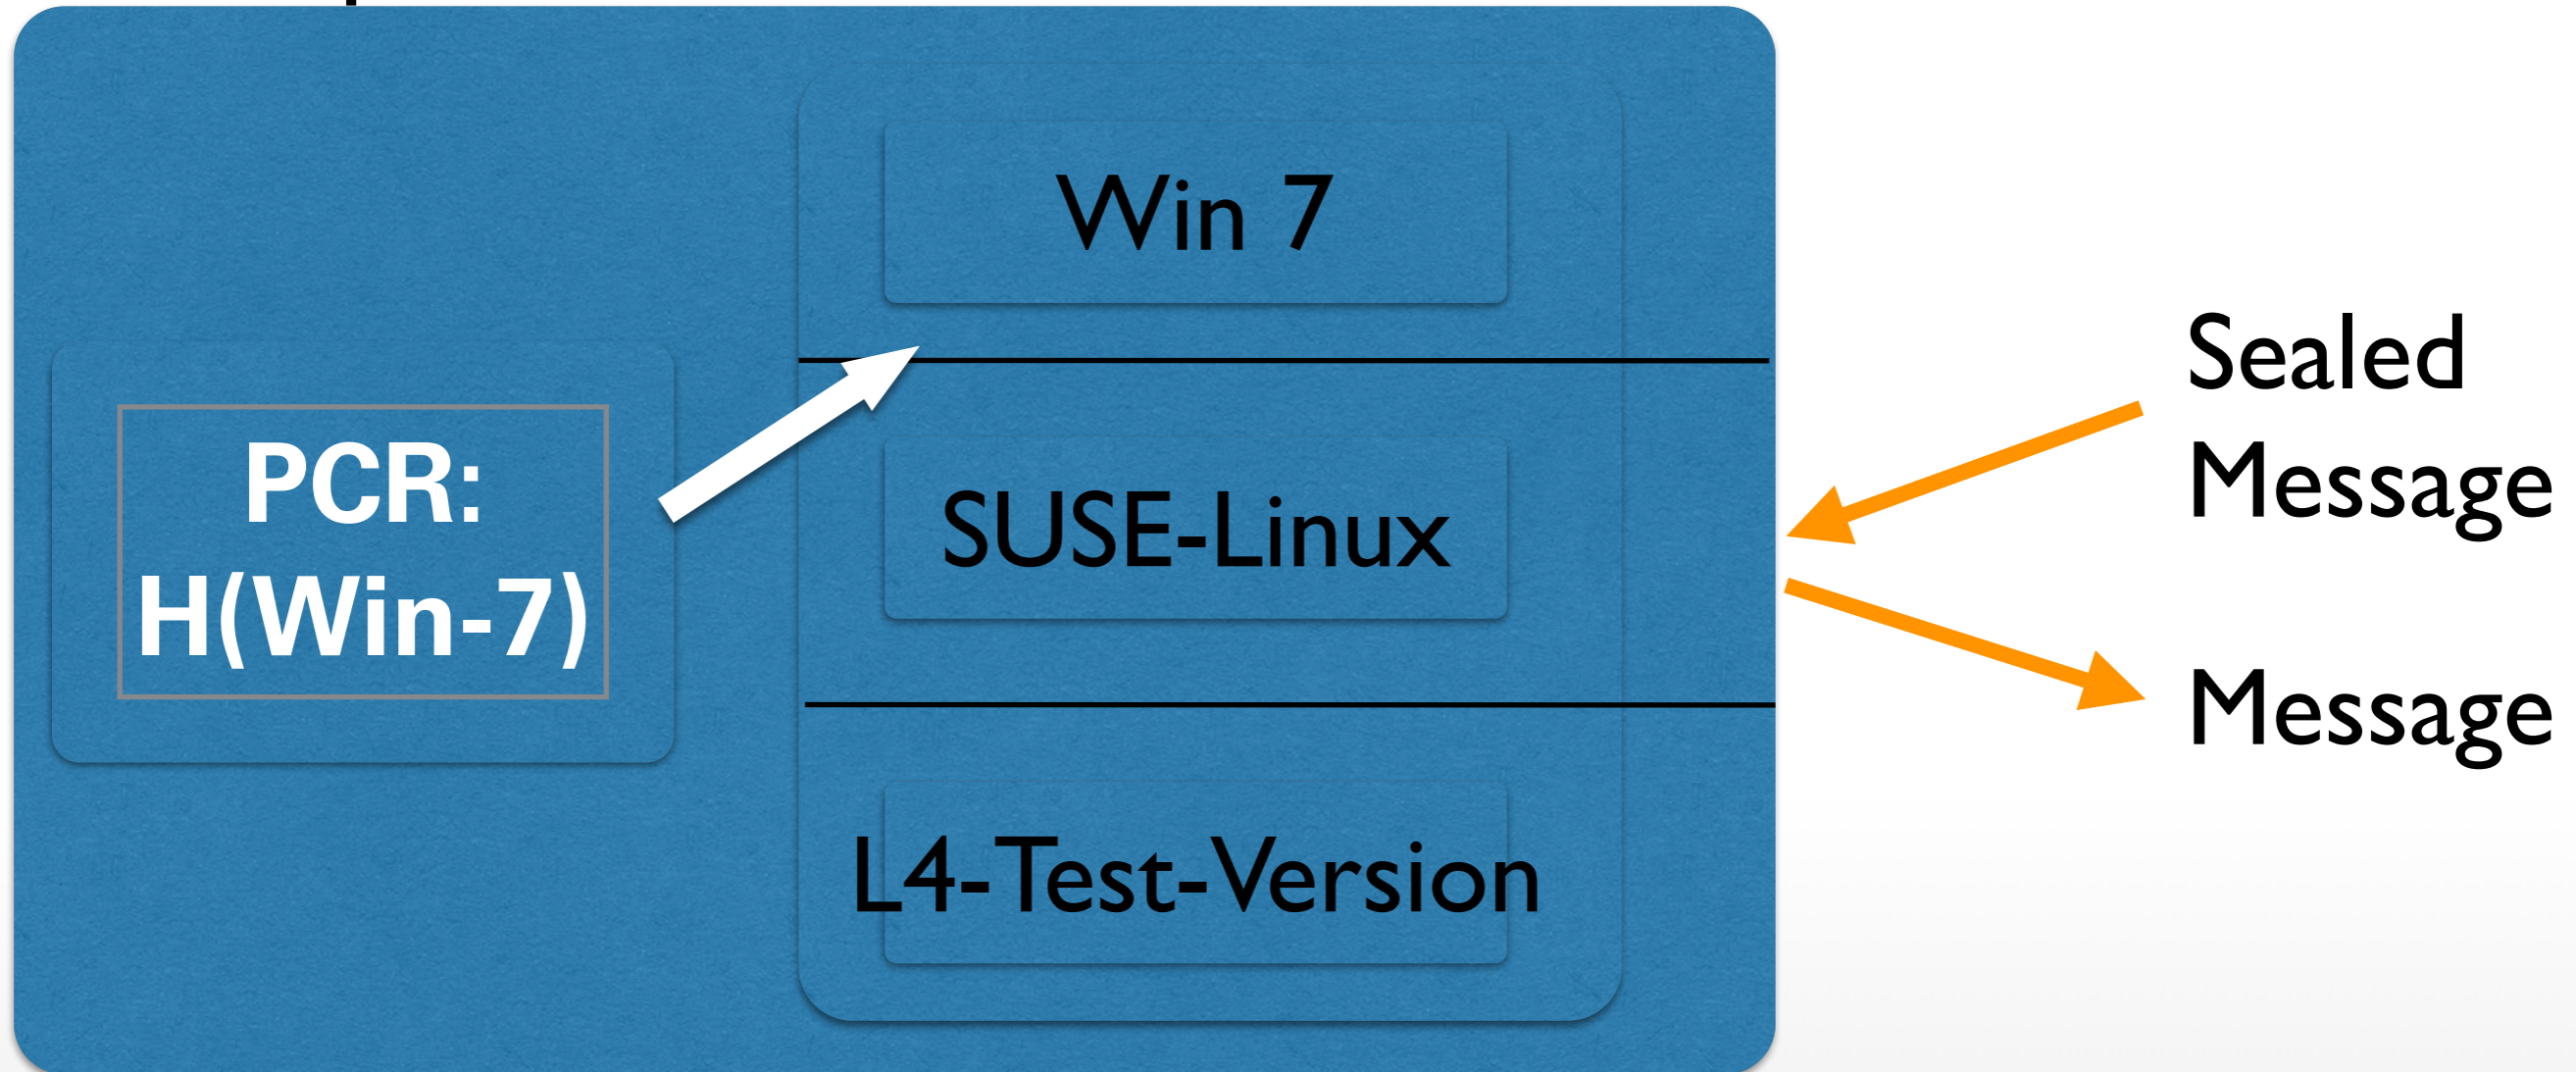 Win 7
PCR:
H(Win-7)
SUSE-Linux
L4-Test-Version
Sealed
Message
Message